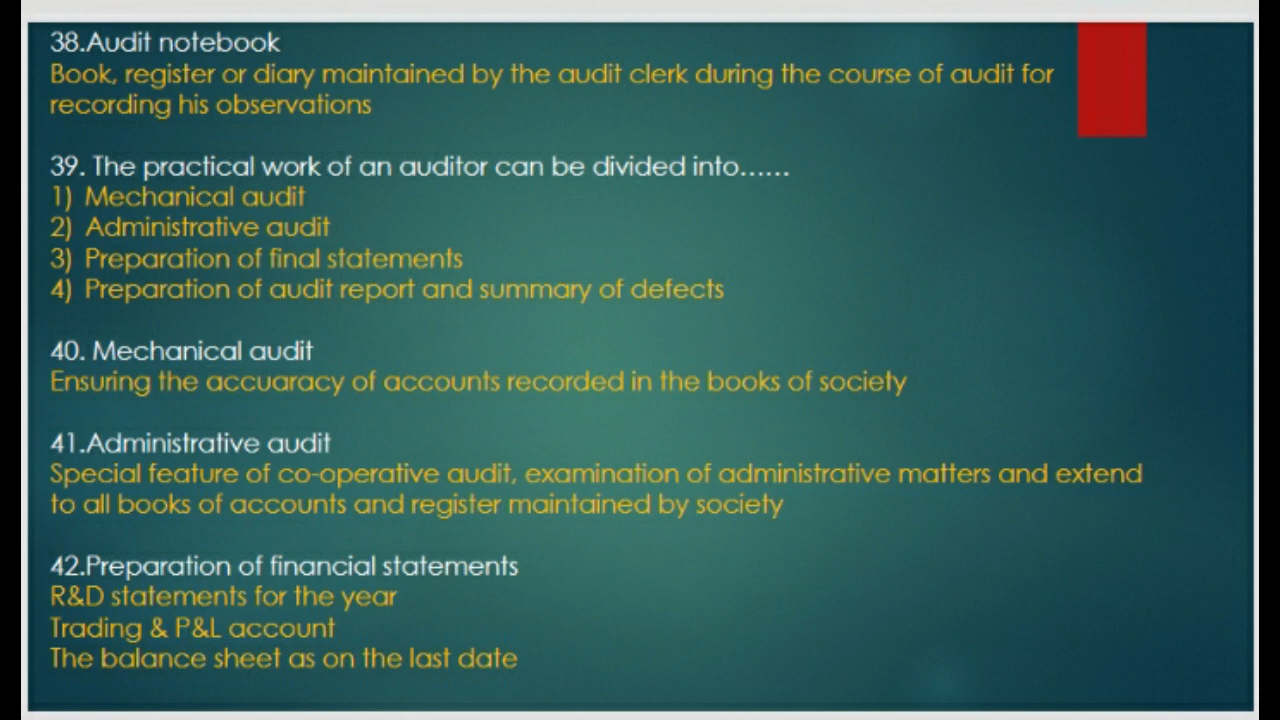 38.Audit notebook
Book, register or diary maintained by the audit clerk during the course of audit for
recording his observations
39. The practical work of an auditor can be divided into……
1) Mechanical audit
2) Administrative audit
3) Preparation of final statements
4) Preparation of audit report and summary of defects
40. Mechanical audit
Ensuring the accuaracy of accounts recorded in the books of society
41.Administrative audit
Special feature of co-operative audit, examination of administrative matters and extend
to all books of accounts and register maintained by society
42.Preparation of financial statements
R&D statements for the year
Trading & P&L account
The balance sheet as on the last date